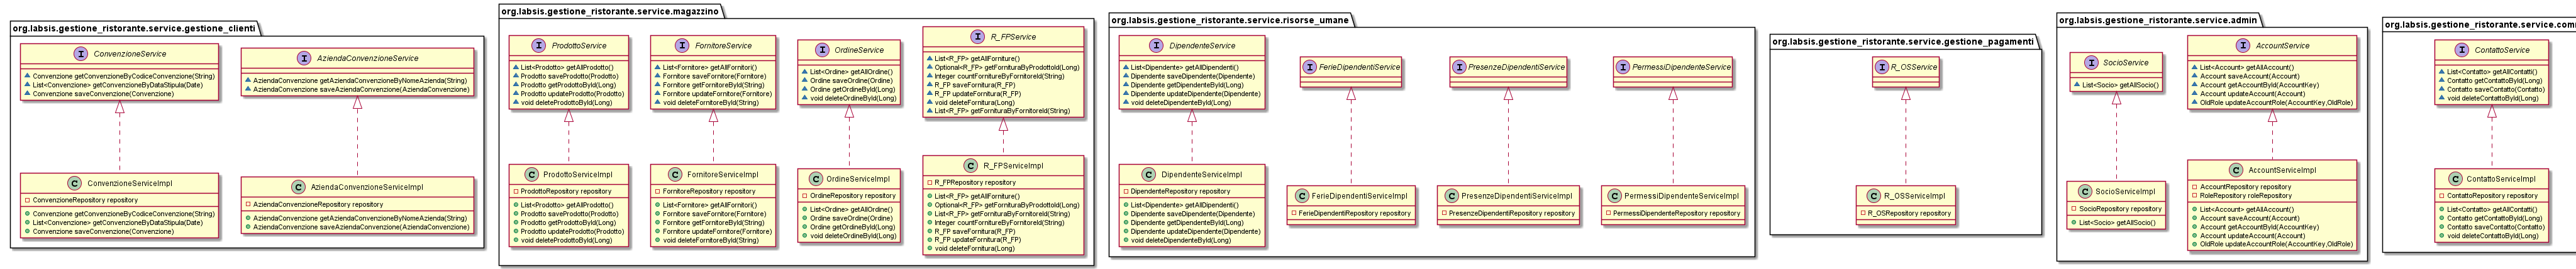 org.labsis.gestione_ristorante.service.gestione_clienti
I ConvenzioneService
Convenzione getConvenzioneByCodiceConvenzione(String)
List<Convenzione> getConvenzioneByDataStipula(Date)
Convenzione saveConvenzione(Convenzione)
I AziendaConvenzioneService
AziendaConvenzione getAziendaConvenzioneByNomeAzienda(String)
AziendaConvenzione saveAziendaConvenzione(AziendaConvenzione)
C ConvenzioneServiceImpl
ConvenzioneRepository repository
Convenzione getConvenzioneByCodiceConvenzione(String)
List<Convenzione> getConvenzioneByDataStipula(Date)
Convenzione saveConvenzione(Convenzione)
C AziendaConvenzioneServiceImpl
AziendaConvenzioneRepository repository
AziendaConvenzione getAziendaConvenzioneByNomeAzienda(String)
AziendaConvenzione saveAziendaConvenzione(AziendaConvenzione)
org.labsis.gestione_ristorante.service.magazzino
I ProdottoService
List<Prodotto> getAllProdotto()
Prodotto saveProdotto(Prodotto)
Prodotto getProdottoById(Long)
Prodotto updateProdotto(Prodotto)
void deleteProdottoById(Long)
I FornitoreService
List<Fornitore> getAllFornitori()
Fornitore saveFornitore(Fornitore)
Fornitore getFornitoreById(String)
Fornitore updateFornitore(Fornitore)
void deleteFornitoreById(String)
I OrdineService
List<Ordine> getAllOrdine()
Ordine saveOrdine(Ordine)
Ordine getOrdineById(Long)
void deleteOrdineById(Long)
I R_FPService
List<R_FP> getAllForniture()
Optional<R_FP> getFornituraByProdottoId(Long)
Integer countFornitureByFornitoreId(String)
R_FP saveFornitura(R_FP)
R_FP updateFornitura(R_FP)
void deleteFornitura(Long)
List<R_FP> getFornituraByFornitoreId(String)
C ProdottoServiceImpl
ProdottoRepository repository
List<Prodotto> getAllProdotto()
Prodotto saveProdotto(Prodotto)
Prodotto getProdottoById(Long)
Prodotto updateProdotto(Prodotto)
void deleteProdottoById(Long)
C FornitoreServiceImpl
FornitoreRepository repository
List<Fornitore> getAllFornitori()
Fornitore saveFornitore(Fornitore)
Fornitore getFornitoreById(String)
Fornitore updateFornitore(Fornitore)
void deleteFornitoreById(String)
C OrdineServiceImpl
OrdineRepository repository
List<Ordine> getAllOrdine()
Ordine saveOrdine(Ordine)
Ordine getOrdineById(Long)
void deleteOrdineById(Long)
C R_FPServiceImpl
R_FPRepository repository
List<R_FP> getAllForniture()
Optional<R_FP> getFornituraByProdottoId(Long)
List<R_FP> getFornituraByFornitoreId(String)
Integer countFornitureByFornitoreId(String)
R_FP saveFornitura(R_FP)
R_FP updateFornitura(R_FP)
void deleteFornitura(Long)
org.labsis.gestione_ristorante.service.risorse_umane
I DipendenteService
List<Dipendente> getAllDipendenti()
Dipendente saveDipendente(Dipendente)
Dipendente getDipendenteById(Long)
Dipendente updateDipendente(Dipendente)
void deleteDipendenteById(Long)
I FerieDipendentiService
I PresenzeDipendentiService
I PermessiDipendenteService
C DipendenteServiceImpl
DipendenteRepository repository
List<Dipendente> getAllDipendenti()
Dipendente saveDipendente(Dipendente)
Dipendente getDipendenteById(Long)
Dipendente updateDipendente(Dipendente)
void deleteDipendenteById(Long)
C FerieDipendentiServiceImpl
FerieDipendentiRepository repository
C PresenzeDipendentiServiceImpl
PresenzeDipendentiRepository repository
C PermessiDipendenteServiceImpl
PermessiDipendenteRepository repository
org.labsis.gestione_ristorante.service.gestione_pagamenti
I R_OSService
C R_OSServiceImpl
R_OSRepository repository
org.labsis.gestione_ristorante.service.admin
I SocioService
List<Socio> getAllSocio()
I AccountService
List<Account> getAllAccount()
Account saveAccount(Account)
Account getAccountById(AccountKey)
Account updateAccount(Account)
OldRole updateAccountRole(AccountKey,OldRole)
C SocioServiceImpl
SocioRepository repository
List<Socio> getAllSocio()
C AccountServiceImpl
AccountRepository repository
RoleRepository roleRepository
List<Account> getAllAccount()
Account saveAccount(Account)
Account getAccountById(AccountKey)
Account updateAccount(Account)
OldRole updateAccountRole(AccountKey,OldRole)
org.labsis.gestione_ristorante.service.com
I ContattoService
List<Contatto> getAllContatti()
Contatto getContattoById(Long)
Contatto saveContatto(Contatto)
void deleteContattoById(Long)
C ContattoServiceImpl
ContattoRepository repository
List<Contatto> getAllContatti()
Contatto getContattoById(Long)
Contatto saveContatto(Contatto)
void deleteContattoById(Long)